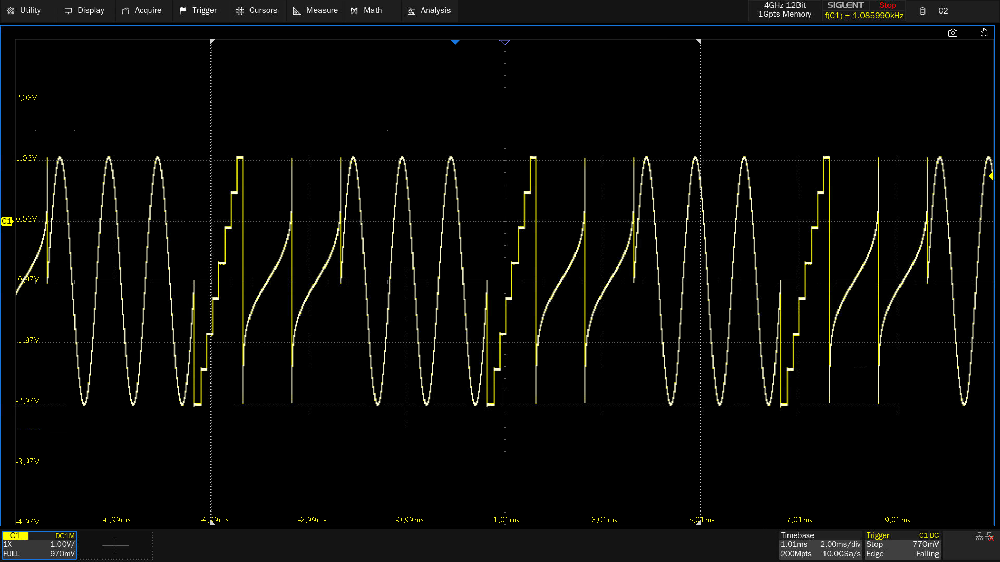 Utility Display Acquire Trigger Cursors Measure Math Analysis
4GHz-12Bit
1Gpts Memory
SIGLENT Stop
f(C1) = 1.085990kHz
C2
2.03V
1.03V
C1 0.03V
-0.97V
-1.97V
-2.97V
-3.97V
-4.97V
-6.99ms -4.99ms -2.99ms -0.99ms 1.01ms 3.01ms 5.01ms 7.01ms 9.01ms
C1 DC1M
1X 1.00V/
FULL 970mV
Timebase
1.01ms 2.00ms/div
200Mpts 10.0GSa/s
Trigger C1 DC
Stop 770mV
Edge Falling